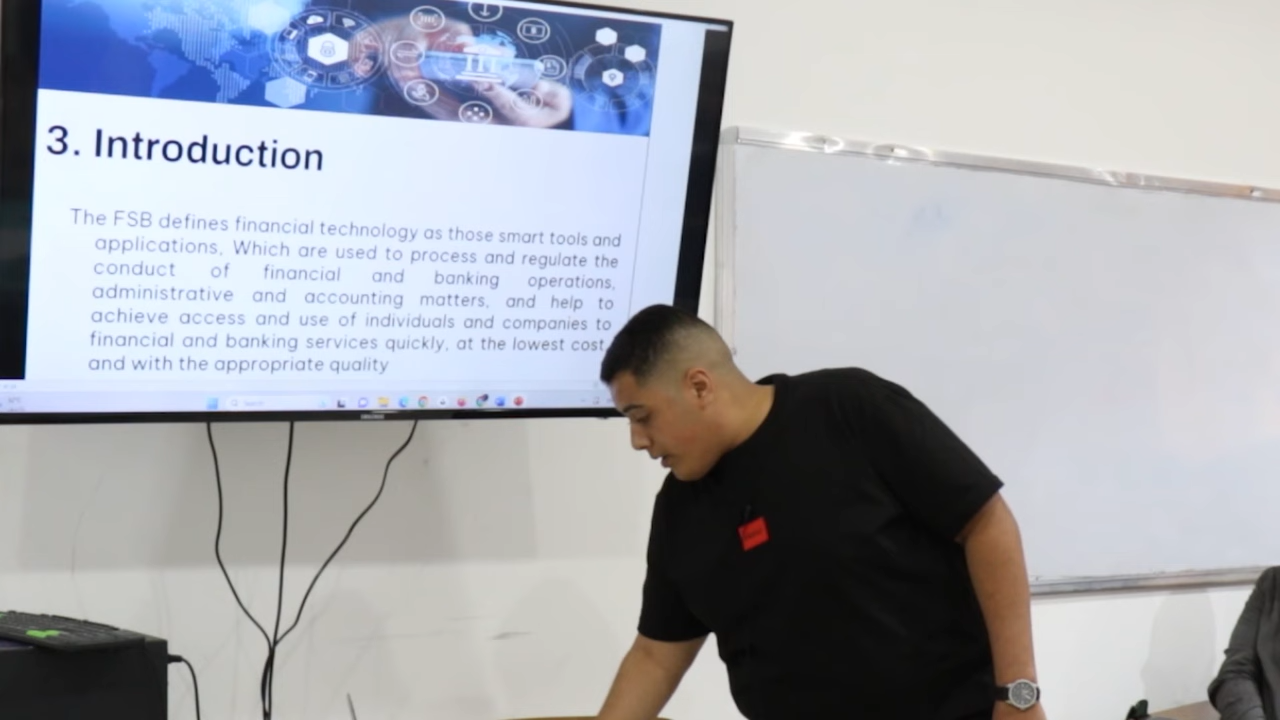 3. Introduction
The FSB defines financial technology as those smart tools and
applications, Which are used to process and regulate the
conduct of financial and banking operations,
administrative and accounting matters, and help to
achieve access and use of individuals and companies to
financial and banking services quickly, at the lowest cost,
and with the appropriate quality
Search